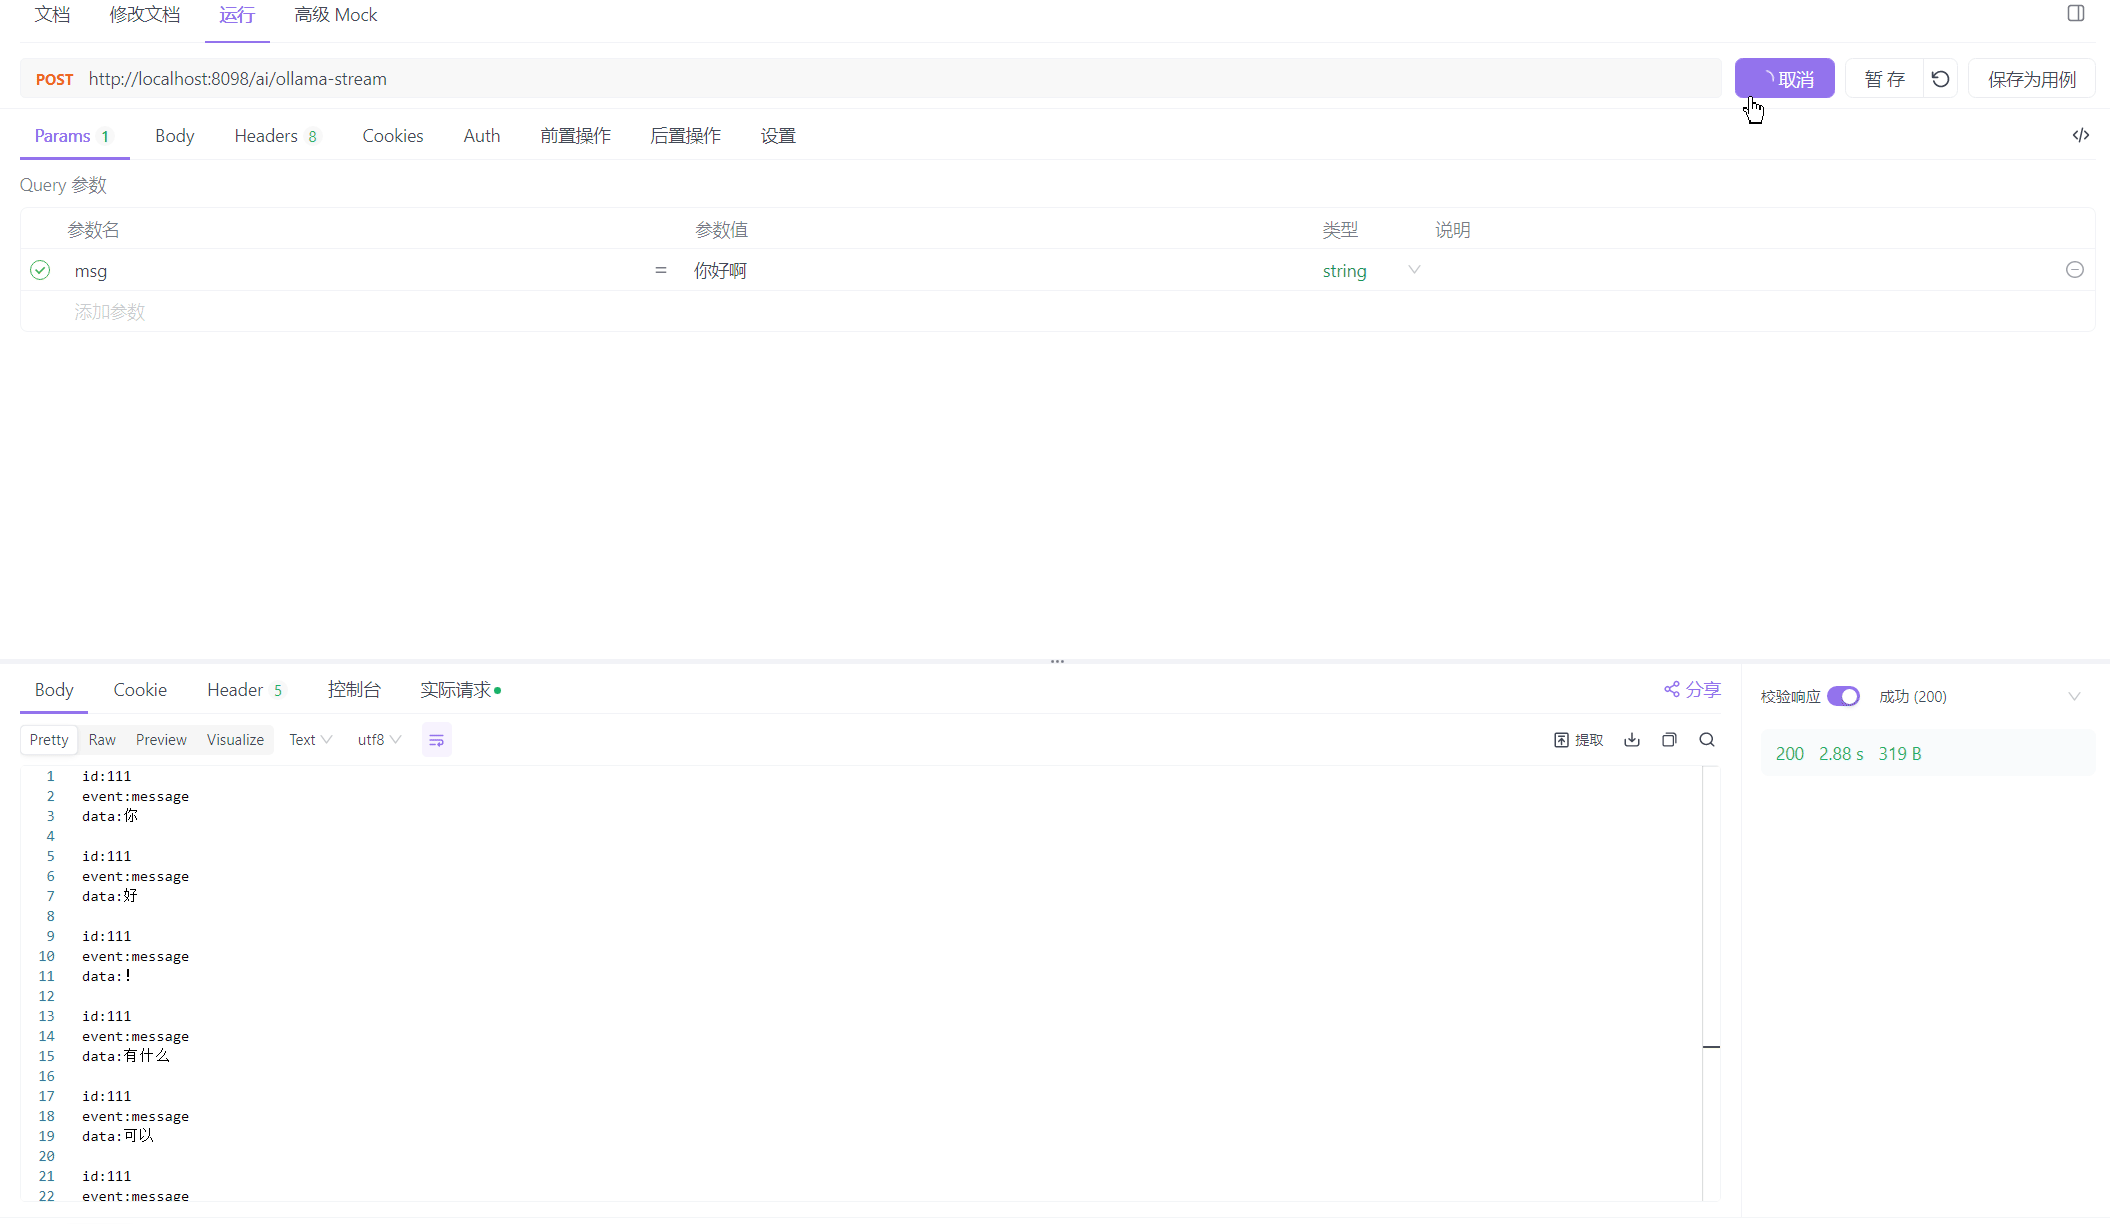 文档 修改文档 运行 高级 Mock
POST http://localhost:8098/ai/ollama-stream 取消 暂 存 保存为用例
Params 1 Body Headers 8 Cookies Auth 前置操作 后置操作 设置
Query 参数
参数名 参数值 类型 说明
msg = 你好啊 string
添加参数
Body Cookie Header 5 控制台 实际请求 分享 校验响应 成功 (200)
Pretty Raw Preview Visualize Text utf8 提取
200 2.88 s 319 B
1 id:111
2 event:message
3 data:你
4
5 id:111
6 event:message
7 data:好
8
9 id:111
10 event:message
11 data:！
12
13 id:111
14 event:message
15 data:有什么
16
17 id:111
18 event:message
19 data:可以
20
21 id:111
22 event:message